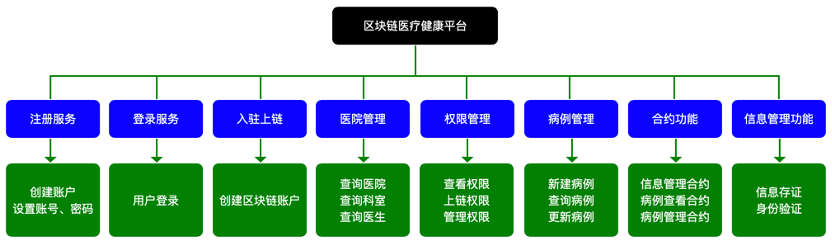 区块链医疗健康平台
注册服务
登录服务
入驻上链
医院管理
权限管理
病例管理
合约功能
信息管理功能
创建账户
设置账号、密码
用户登录
创建区块链账户
查询医院
查询科室
查询医生
查看权限
上链权限
管理权限
新建病例
查询病例
更新病例
信息管理合约
病例查看合约
病例管理合约
信息存证
身份验证